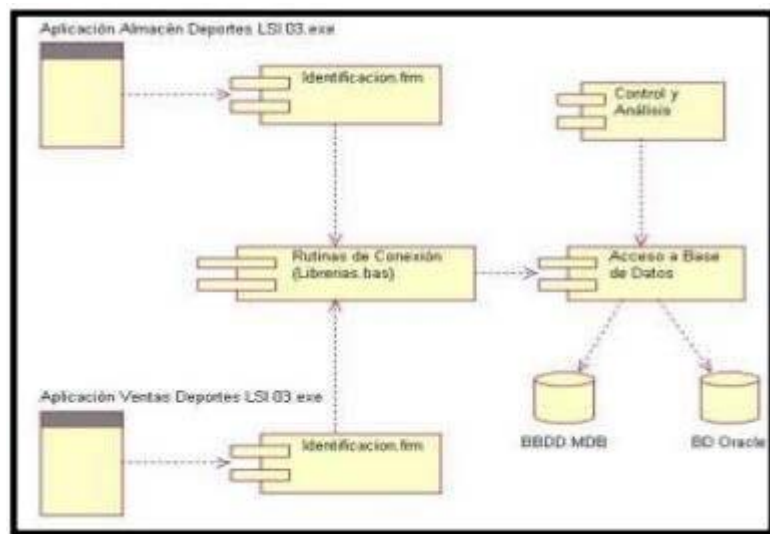 Aplicación Almacèn Deportes LSI 03.exe
Identificacion.frm
Control y
Análisis
Rutinas de Conexión
(Librerias.bas)
Acceso a Base
de Datos
Aplicación Ventas Deportes LSI 03.exe
Identificacion.frm
BBDD MDB
BD Oracle